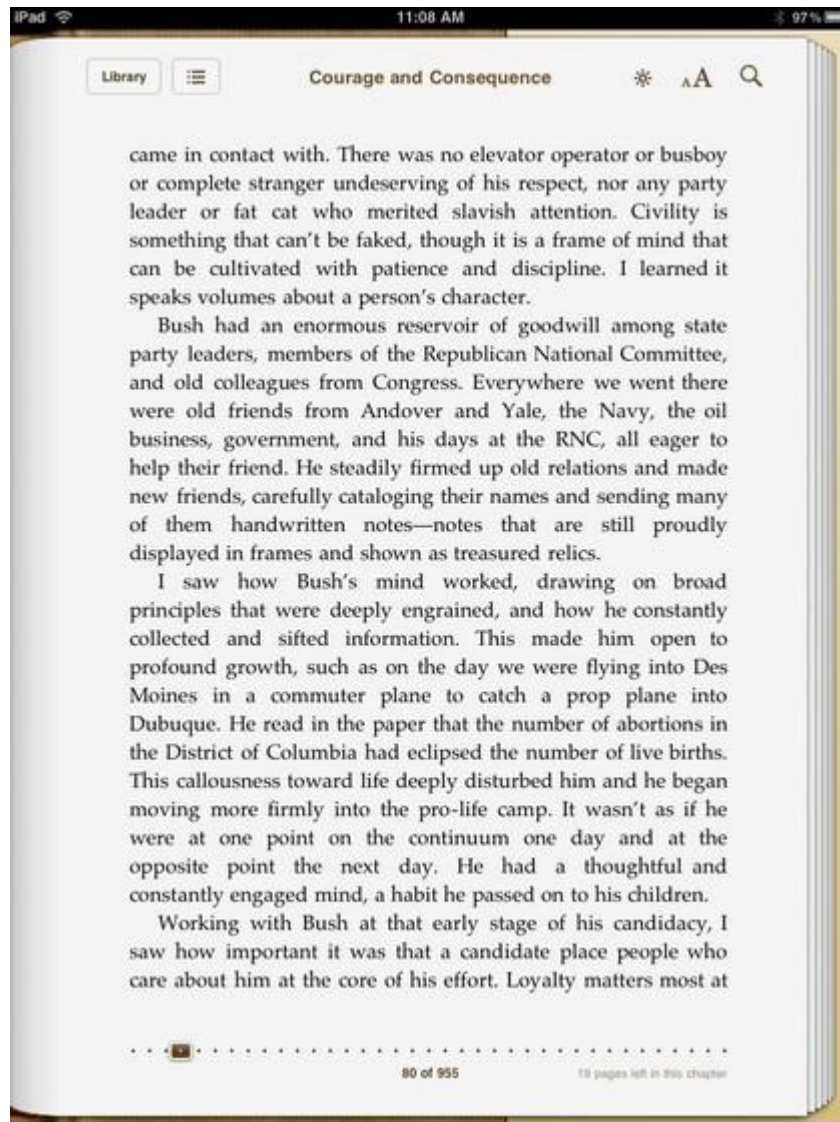 iPad 11:08 AM 97%
Library Courage and Consequence AA
came in contact with. There was no elevator operator or busboy
or complete stranger undeserving of his respect, nor any party
leader or fat cat who merited slavish attention. Civility is
something that can't be faked, though it is a frame of mind that
can be cultivated with patience and discipline. I learned it
speaks volumes about a person's character.
Bush had an enormous reservoir of goodwill among state
party leaders, members of the Republican National Committee,
and old colleagues from Congress. Everywhere we went there
were old friends from Andover and Yale, the Navy, the oil
business, government, and his days at the RNC, all eager to
help their friend. He steadily firmed up old relations and made
new friends, carefully cataloging their names and sending many
of them handwritten notes—notes that are still proudly
displayed in frames and shown as treasured relics.
I saw how Bush's mind worked, drawing on broad
principles that were deeply engrained, and how he constantly
collected and sifted information. This made him open to
profound growth, such as on the day we were flying into Des
Moines in a commuter plane to catch a prop plane into
Dubuque. He read in the paper that the number of abortions in
the District of Columbia had eclipsed the number of live births.
This callousness toward life deeply disturbed him and he began
moving more firmly into the pro-life camp. It wasn't as if he
were at one point on the continuum one day and at the
opposite point the next day. He had a thoughtful and
constantly engaged mind, a habit he passed on to his children.
Working with Bush at that early stage of his candidacy, I
saw how important it was that a candidate place people who
care about him at the core of his effort. Loyalty matters most at
80 of 955 pages left in this chapter